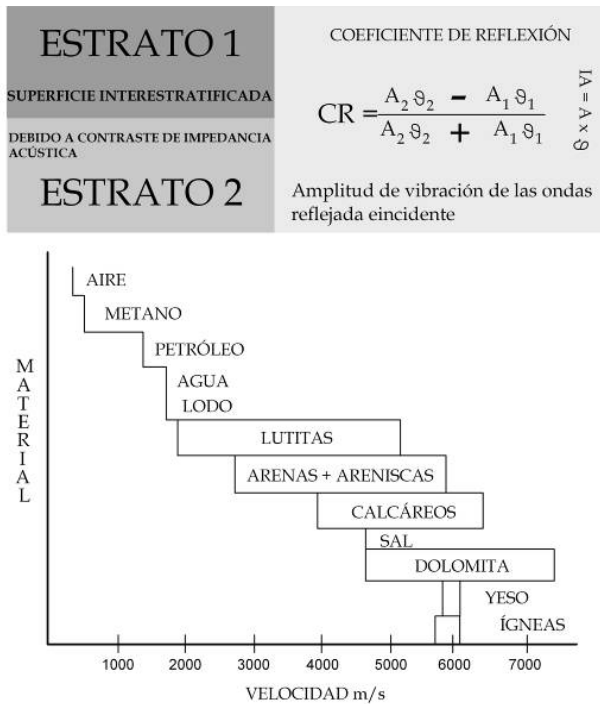 ESTRATO 1
SUPERFICIE INTERESTRATIFICADA
DEBIDO A CONTRASTE DE IMPEDANCIA
ACÚSTICA
ESTRATO 2
COEFICIENTE DE REFLEXIÓN
CR = (A₂ ϑ₂ - A₁ ϑ₁) / (A₂ ϑ₂ + A₁ ϑ₁)
IA = A x ϑ
Amplitud de vibración de las ondas
reflejada eincidente
MATERIAL
AIRE
METANO
PETRÓLEO
AGUA
LODO
LUTITAS
ARENAS + ARENISCAS
CALCÁREOS
SAL
DOLOMITA
YESO
ÍGNEAS
1000 2000 3000 4000 5000 6000 7000
VELOCIDAD m/s